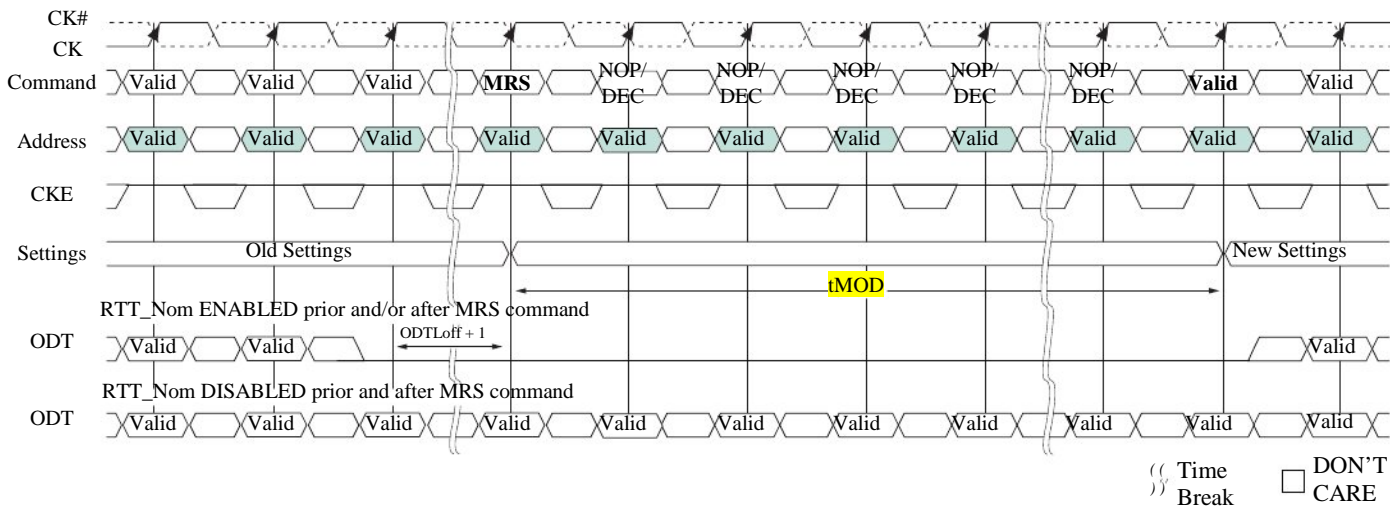 CK#
CK
Command Valid Valid Valid MRS NOP/ DEC NOP/ DEC NOP/ DEC NOP/ DEC NOP/ DEC Valid Valid
Address Valid Valid Valid Valid Valid Valid Valid Valid Valid Valid Valid
CKE
Settings Old Settings New Settings
tMOD
RTT_Nom ENABLED prior and/or after MRS command
ODTLoff + 1
ODT Valid Valid Valid
RTT_Nom DISABLED prior and after MRS command
ODT Valid Valid Valid Valid Valid Valid Valid Valid Valid Valid Valid
Time Break
DON'T CARE